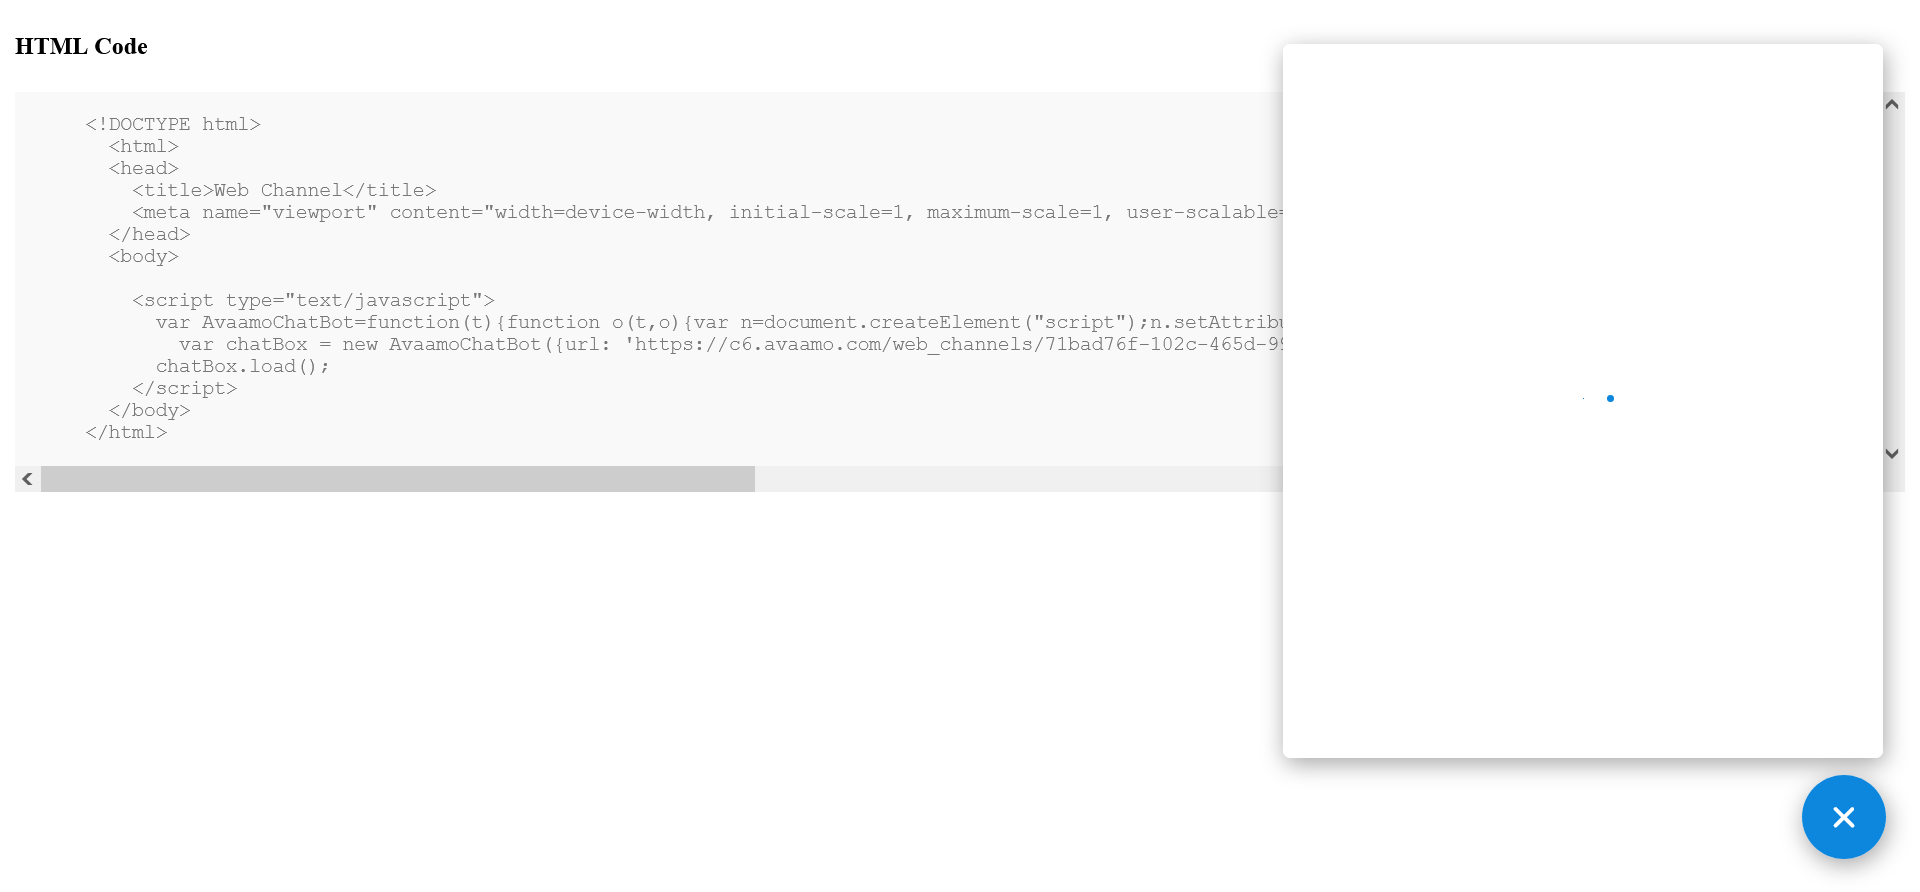 HTML Code
<!DOCTYPE html>
<html>
<head>
<title>Web Channel</title>
<meta name="viewport" content="width=device-width, initial-scale=1, maximum-scale=1, user-scalable=
</head>
<body>
<script type="text/javascript">
var AvaamoChatBot=function(t){function o(t,o){var n=document.createElement("script");n.setAttribu
var chatBox = new AvaamoChatBot({url: 'https://c6.avaamo.com/web_channels/71bad76f-102c-465d-99
chatBox.load();
</script>
</body>
</html>